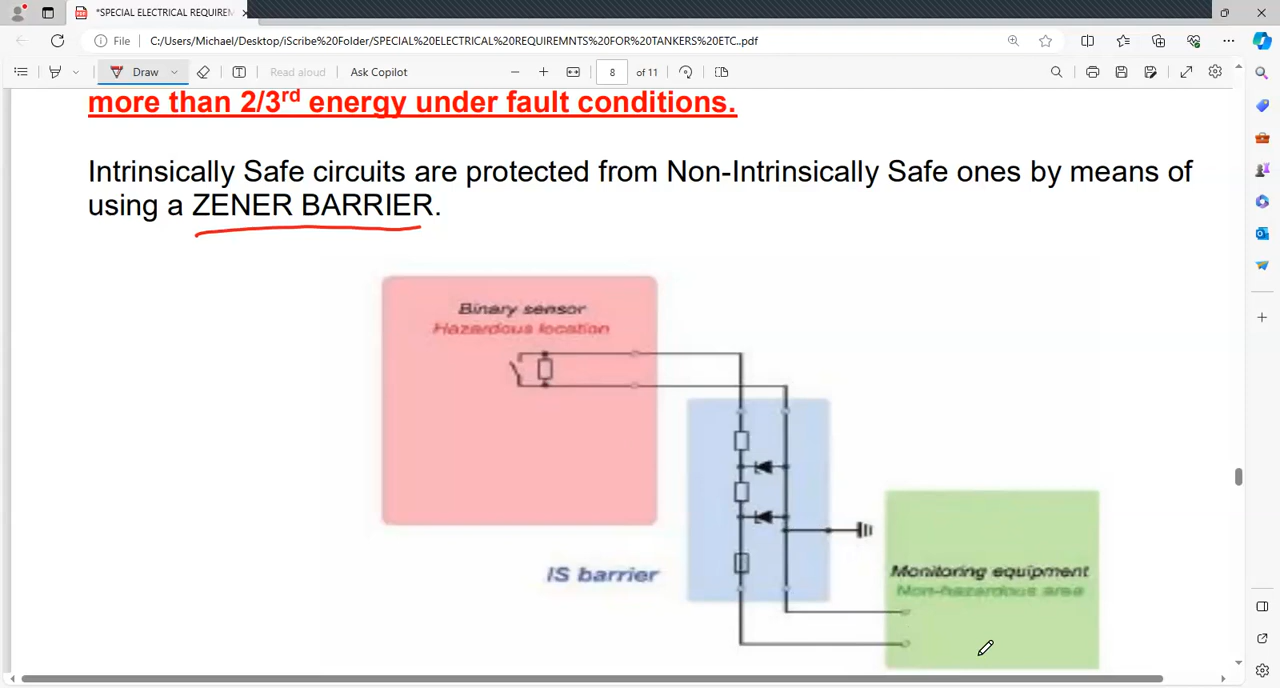 *SPECIAL ELECTRICAL REQUIREM
File
C:/Users/Michael/Desktop/iScribe%20Folder/SPECIAL%20ELECTRICAL%20REQUIREMNTS%20FOR%20TANKERS%20ETC..pdf
Draw
Read aloud
Ask Copilot
8 of 11
more than 2/3rd energy under fault conditions.
Intrinsically Safe circuits are protected from Non-Intrinsically Safe ones by means of
using a ZENER BARRIER.
Binary sensor
Hazardous location
IS barrier
Monitoring equipment
Non-hazardous area